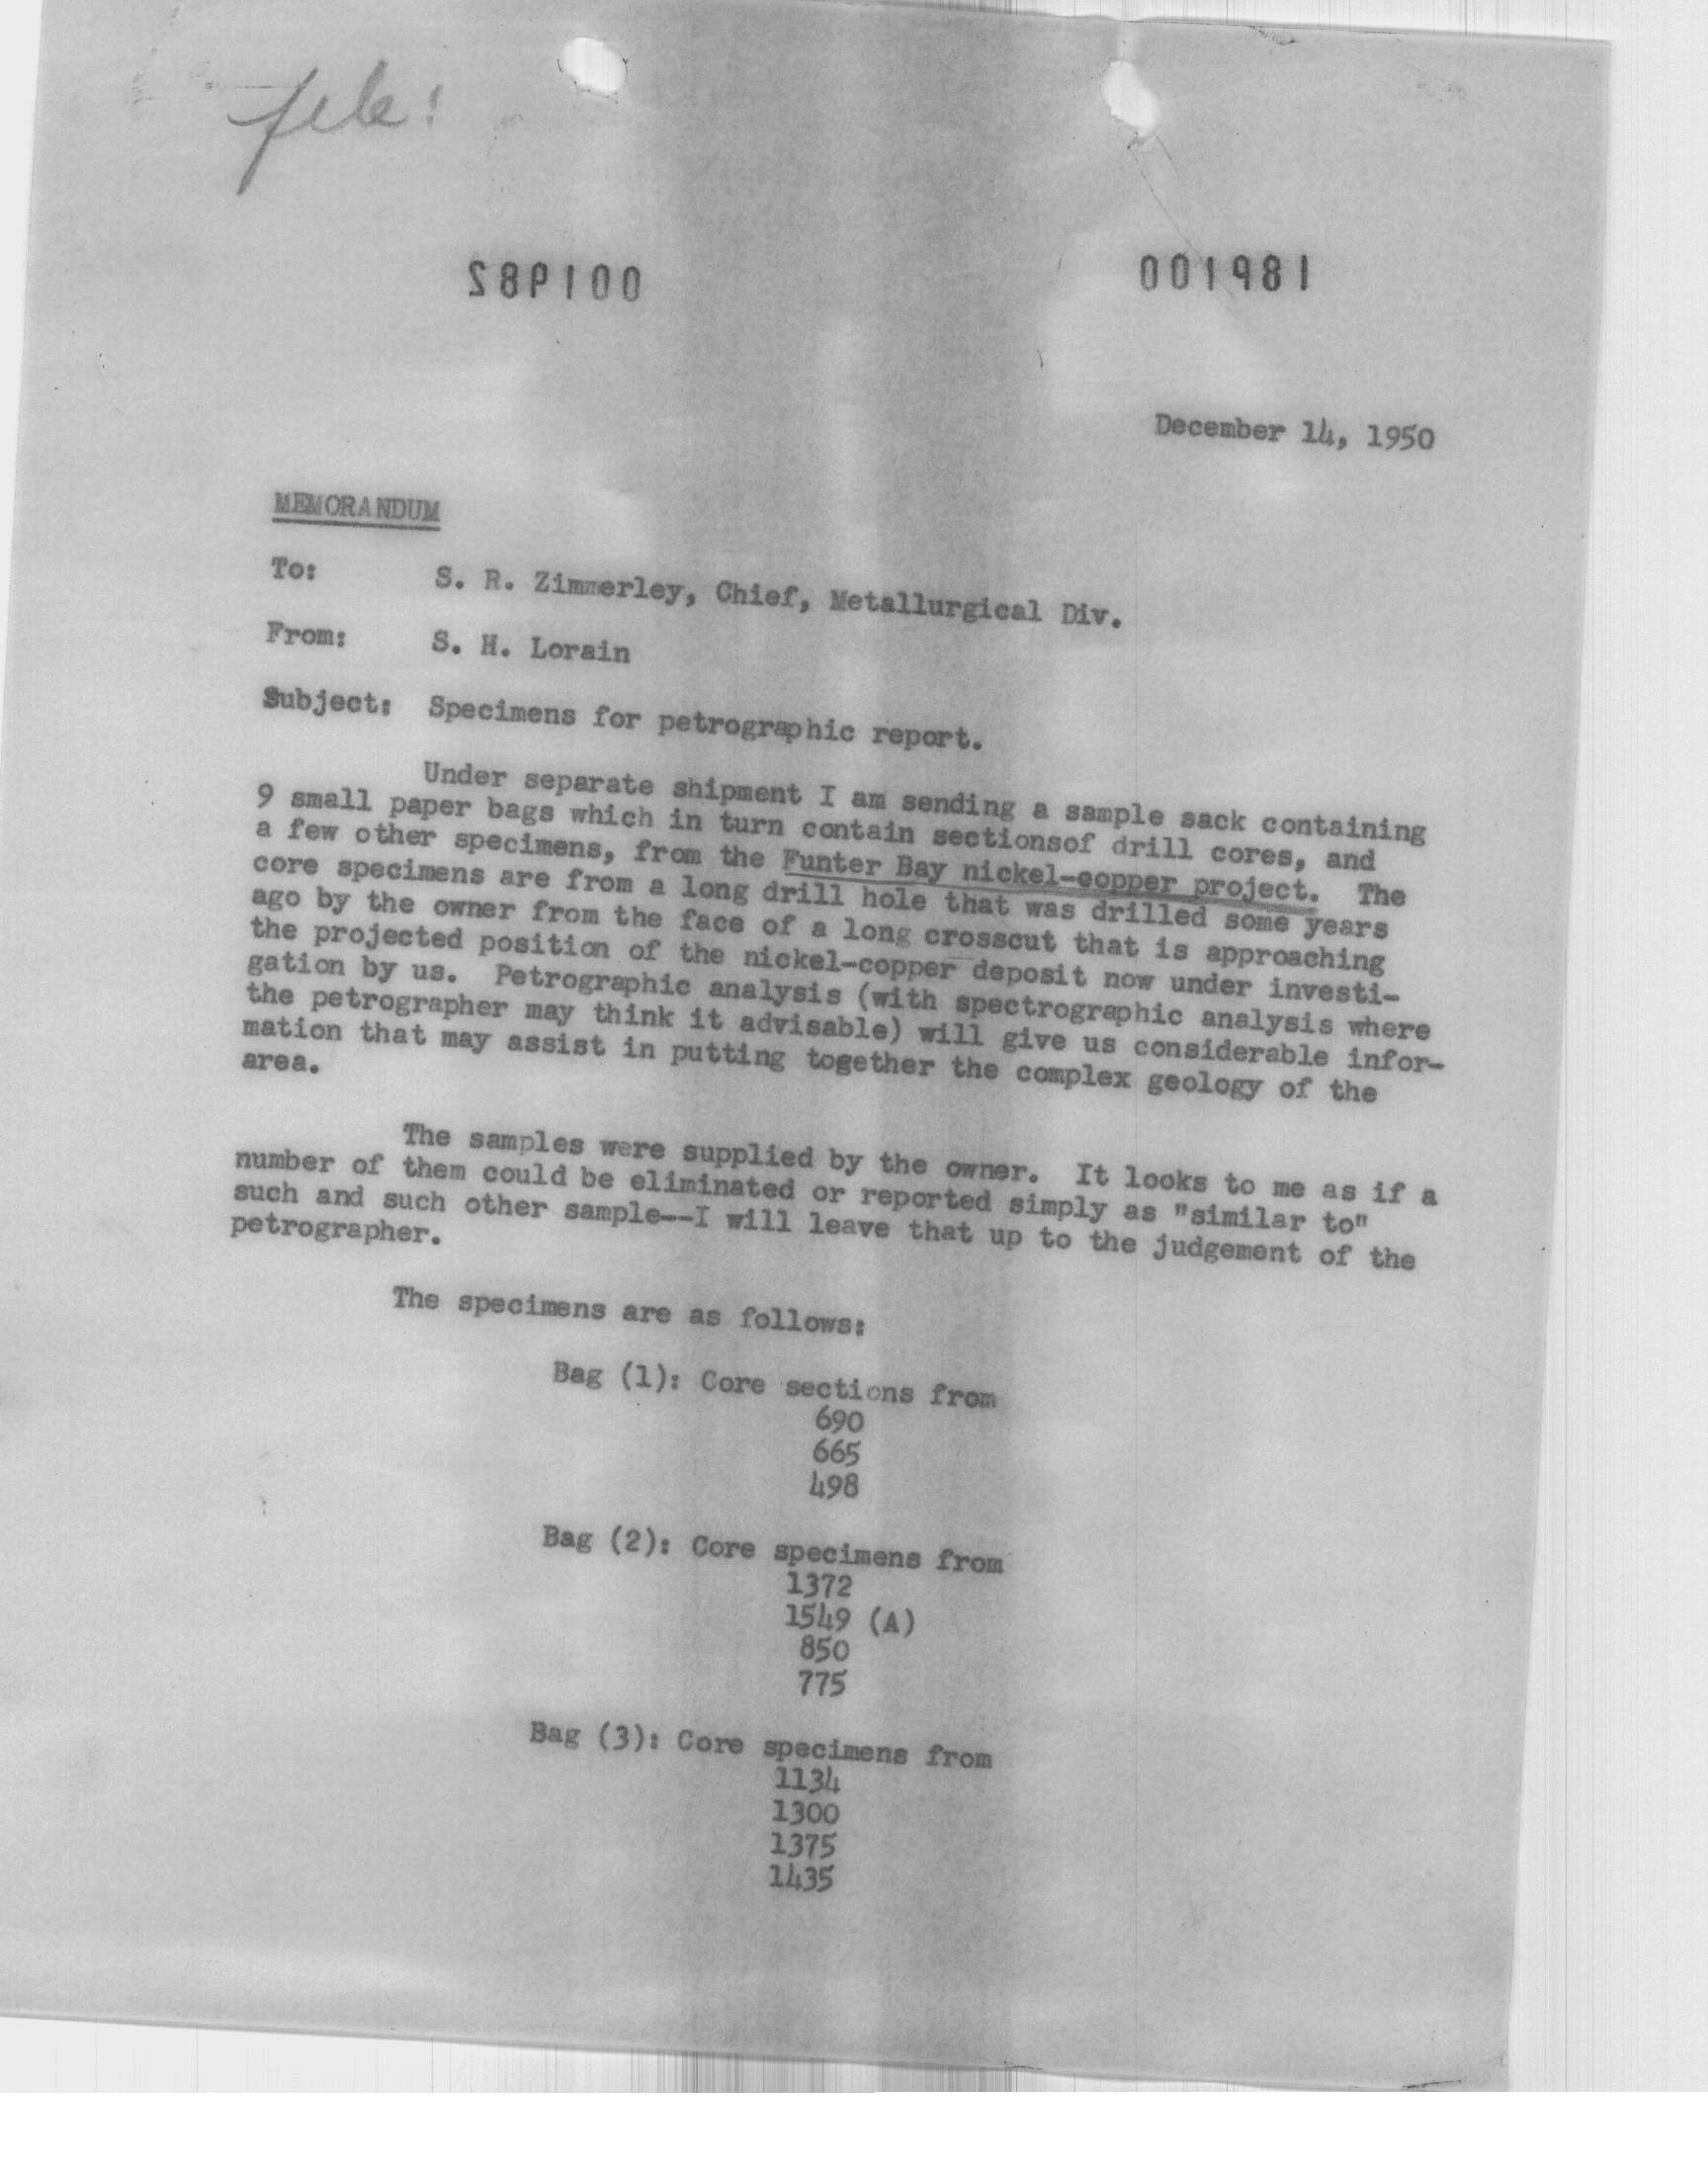 file!
001982
001981
December 14, 1950
MEMORANDUM
To: S. R. Zimmerley, Chief, Metallurgical Div.
From: S. H. Lorain
Subject: Specimens for petrographic report.
Under separate shipment I am sending a sample sack containing
9 small paper bags which in turn contain sectionsof drill cores, and
a few other specimens, from the Funter Bay nickel-copper project. The
core specimens are from a long drill hole that was drilled some years
ago by the owner from the face of a long crosscut that is approaching
the projected position of the nickel-copper deposit now under investi-
gation by us. Petrographic analysis (with spectrographic analysis where
the petrographer may think it advisable) will give us considerable infor-
mation that may assist in putting together the complex geology of the
area.
The samples were supplied by the owner. It looks to me as if a
number of them could be eliminated or reported simply as "similar to"
such and such other sample--I will leave that up to the judgement of the
petrographer.
The specimens are as follows:
Bag (1): Core sections from
690
665
498
Bag (2): Core specimens from
1372
1549 (A)
850
775
Bag (3): Core specimens from
1134
1300
1375
1435